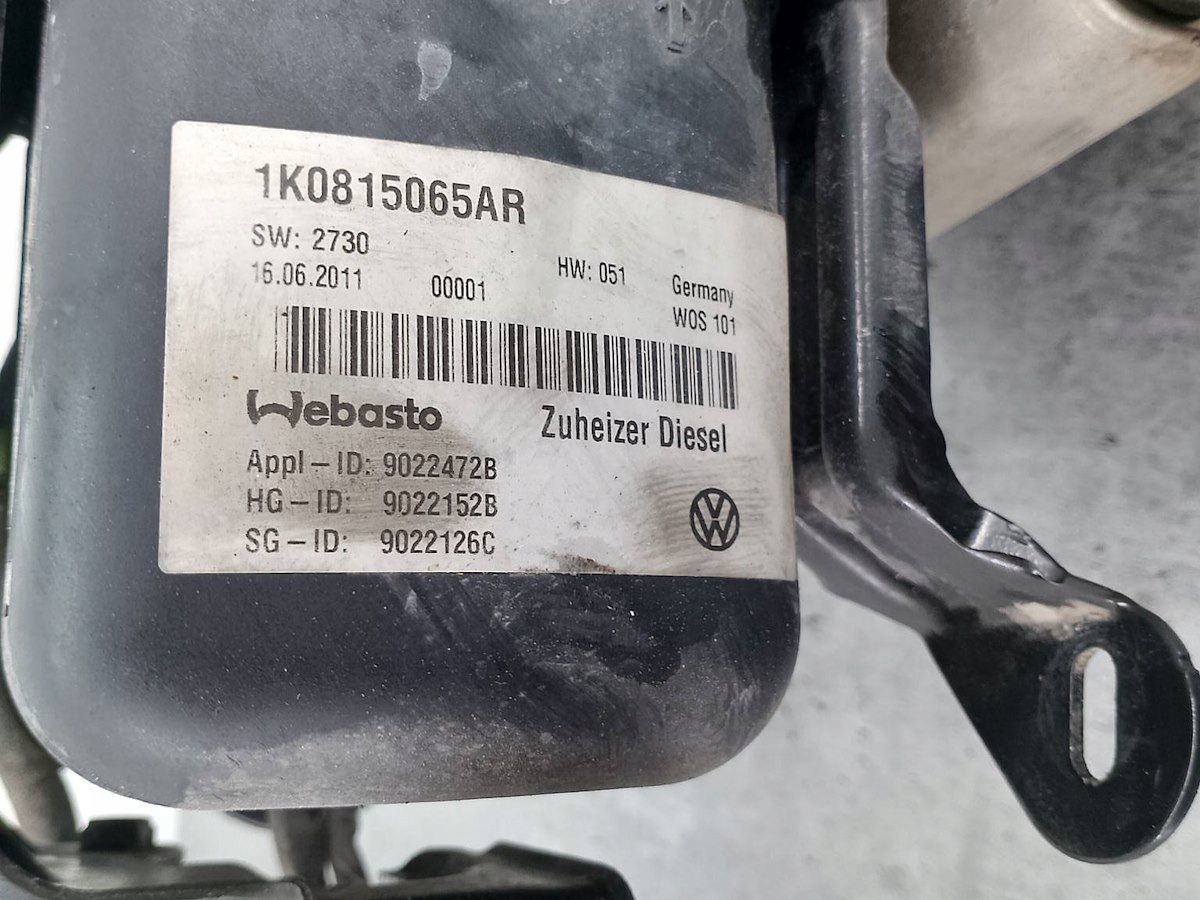 1K0815065AR
SW: 2730
16.06.2011 00001 HW: 051 Germany
WOS 101
Webasto Zuheizer Diesel
Appl – ID: 9022472B
HG – ID: 9022152B
SG – ID: 9022126C